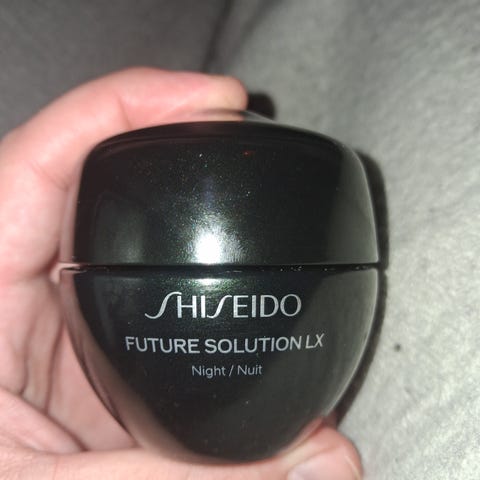 SHISEIDO
FUTURE SOLUTION LX
Night / Nuit